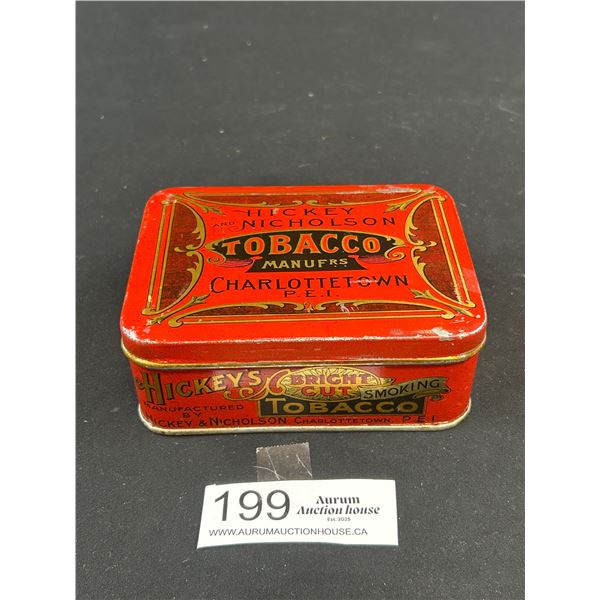 HICKEY
AND NICHOLSON
TOBACCO
MANUFRS
CHARLOTTETOWN
P.E.I.
HICKEY'S BRIGHT CUT SMOKING
TOBACCO
MANUFACTURED
BY
HICKEY & NICHOLSON CHARLOTTETOWN, P.E.I.
199 Aurum
Auction house
Est. 2025
WWW.AURUMAUCTIONHOUSE.CA